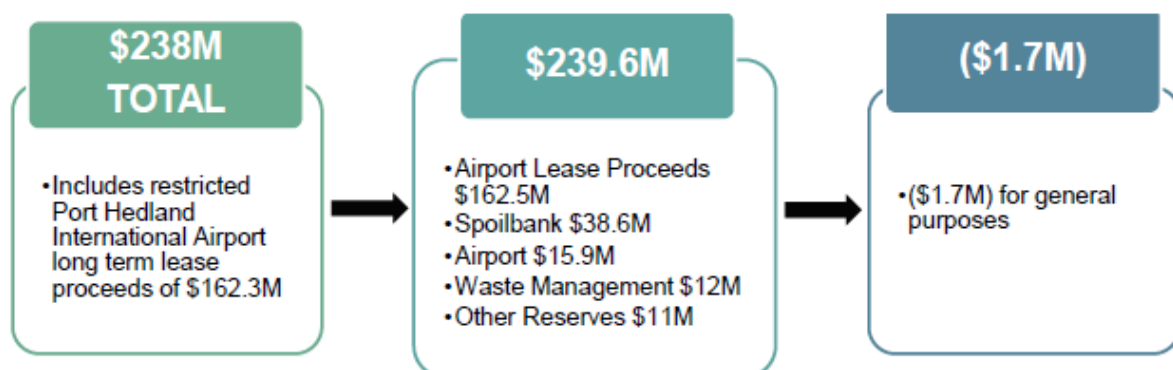 $238M
TOTAL
•Includes restricted
Port Hedland
International Airport
long term lease
proceeds of $162.3M
$239.6M
•Airport Lease Proceeds
$162.5M
•Spoilbank $38.6M
•Airport $15.9M
•Waste Management $12M
•Other Reserves $11M
($1.7M)
•($1.7M) for general
purposes